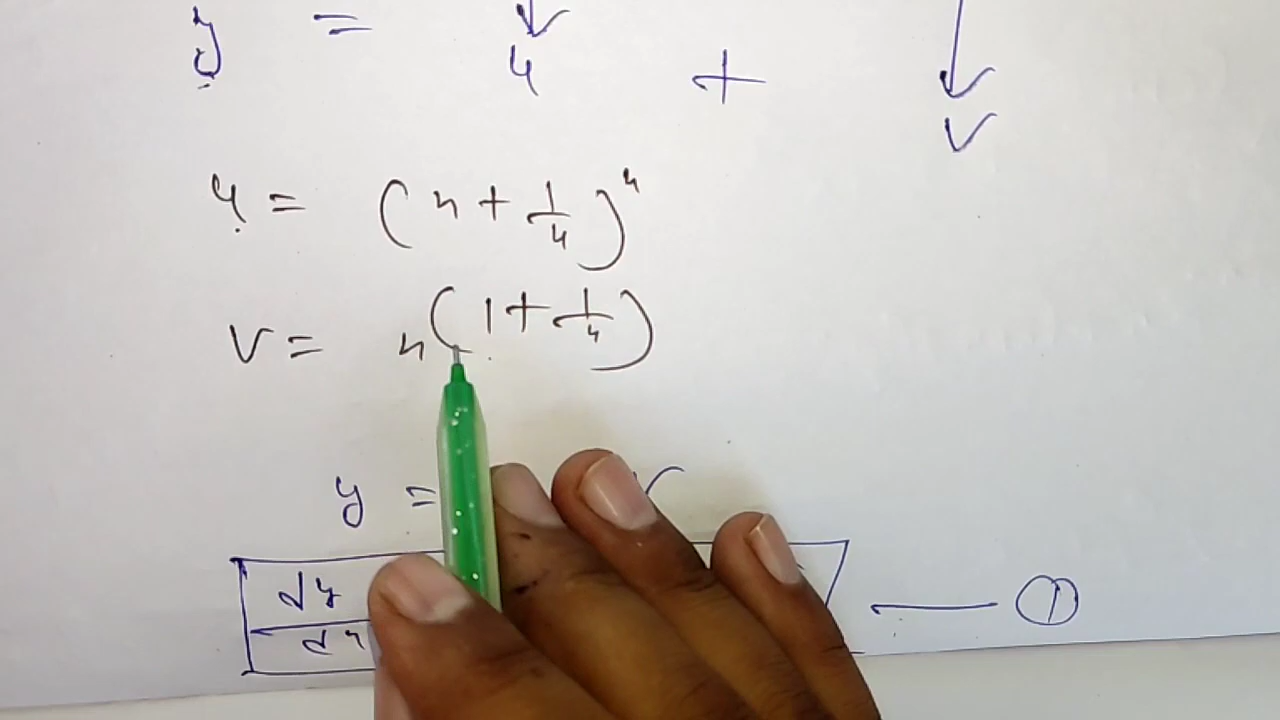 y = u + v
u = (x + 1/x)^x
v = x^(1 + 1/x)
y = v
dy/dx ①